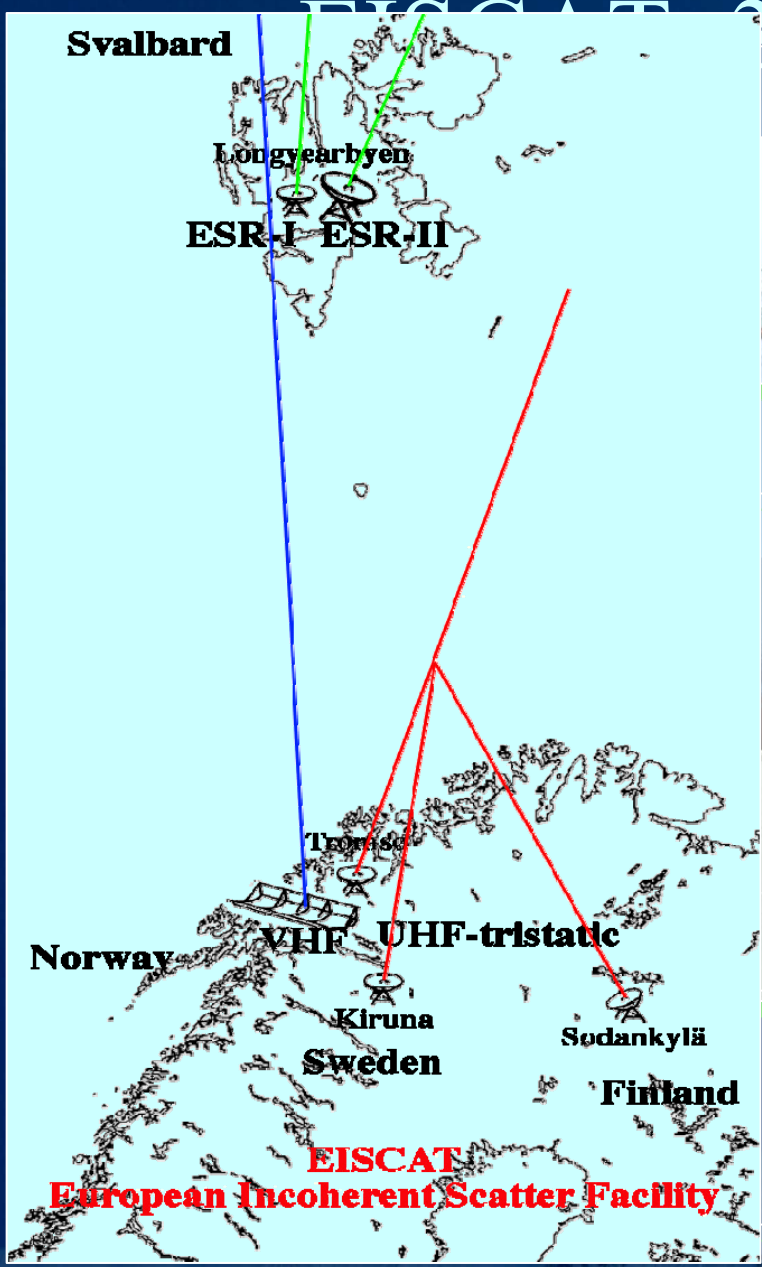 EISCAT
Svalbard
Longyearbyen
ESR-I ESR-II
Tromsø
VHF UHF-tristatic
Norway
Kiruna
Sodankylä
Sweden
Finland
EISCAT
European Incoherent Scatter Facility